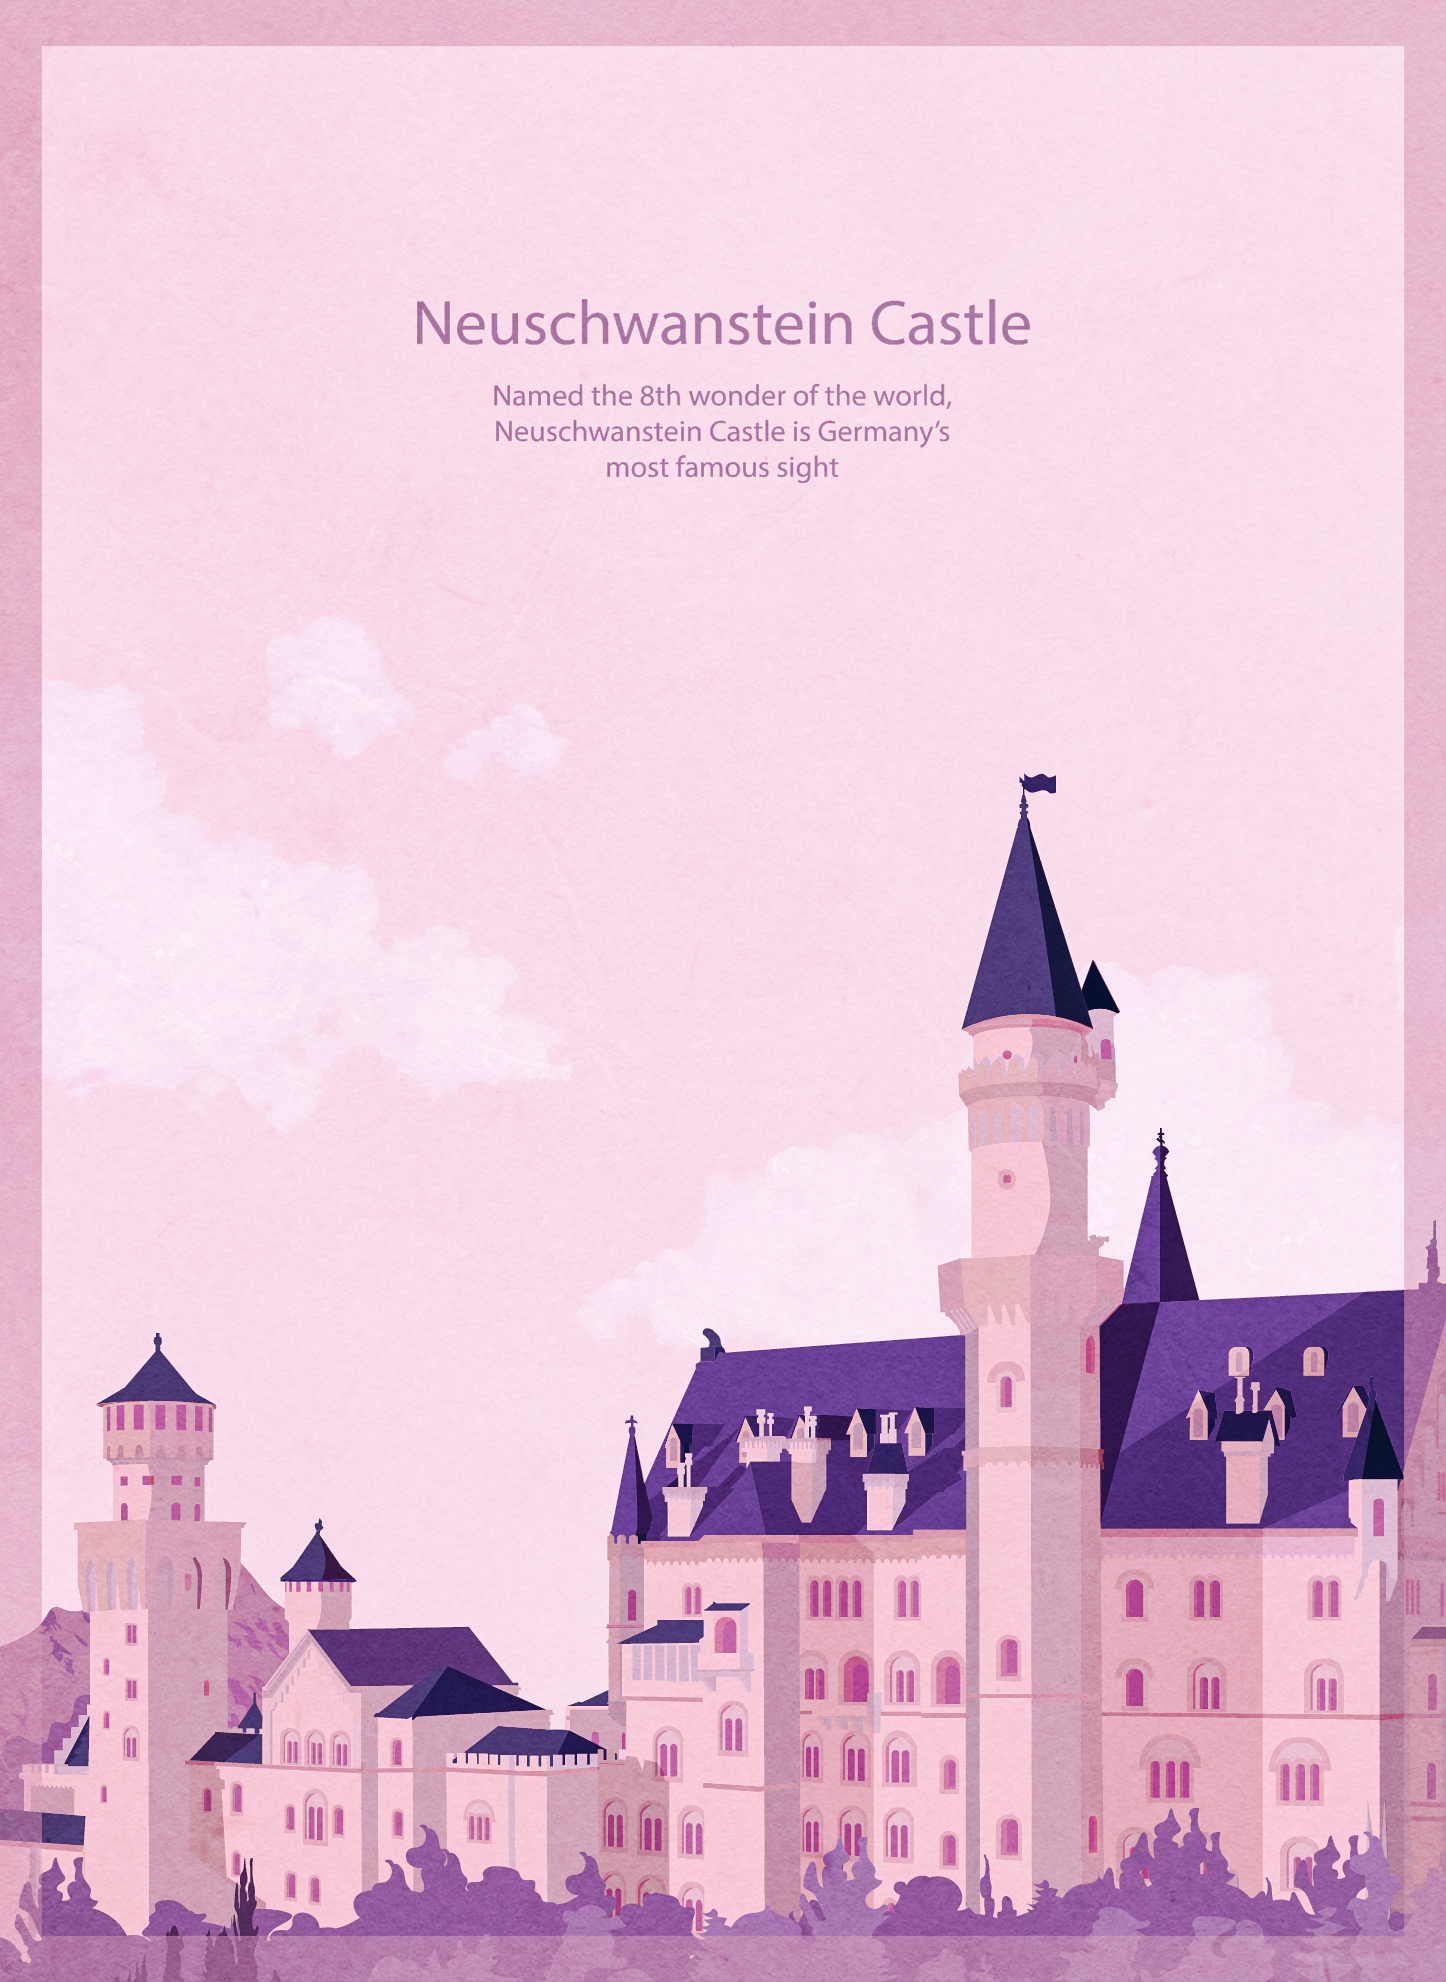 Neuschwanstein Castle
Named the 8th wonder of the world,
Neuschwanstein Castle is Germany’s
most famous sight